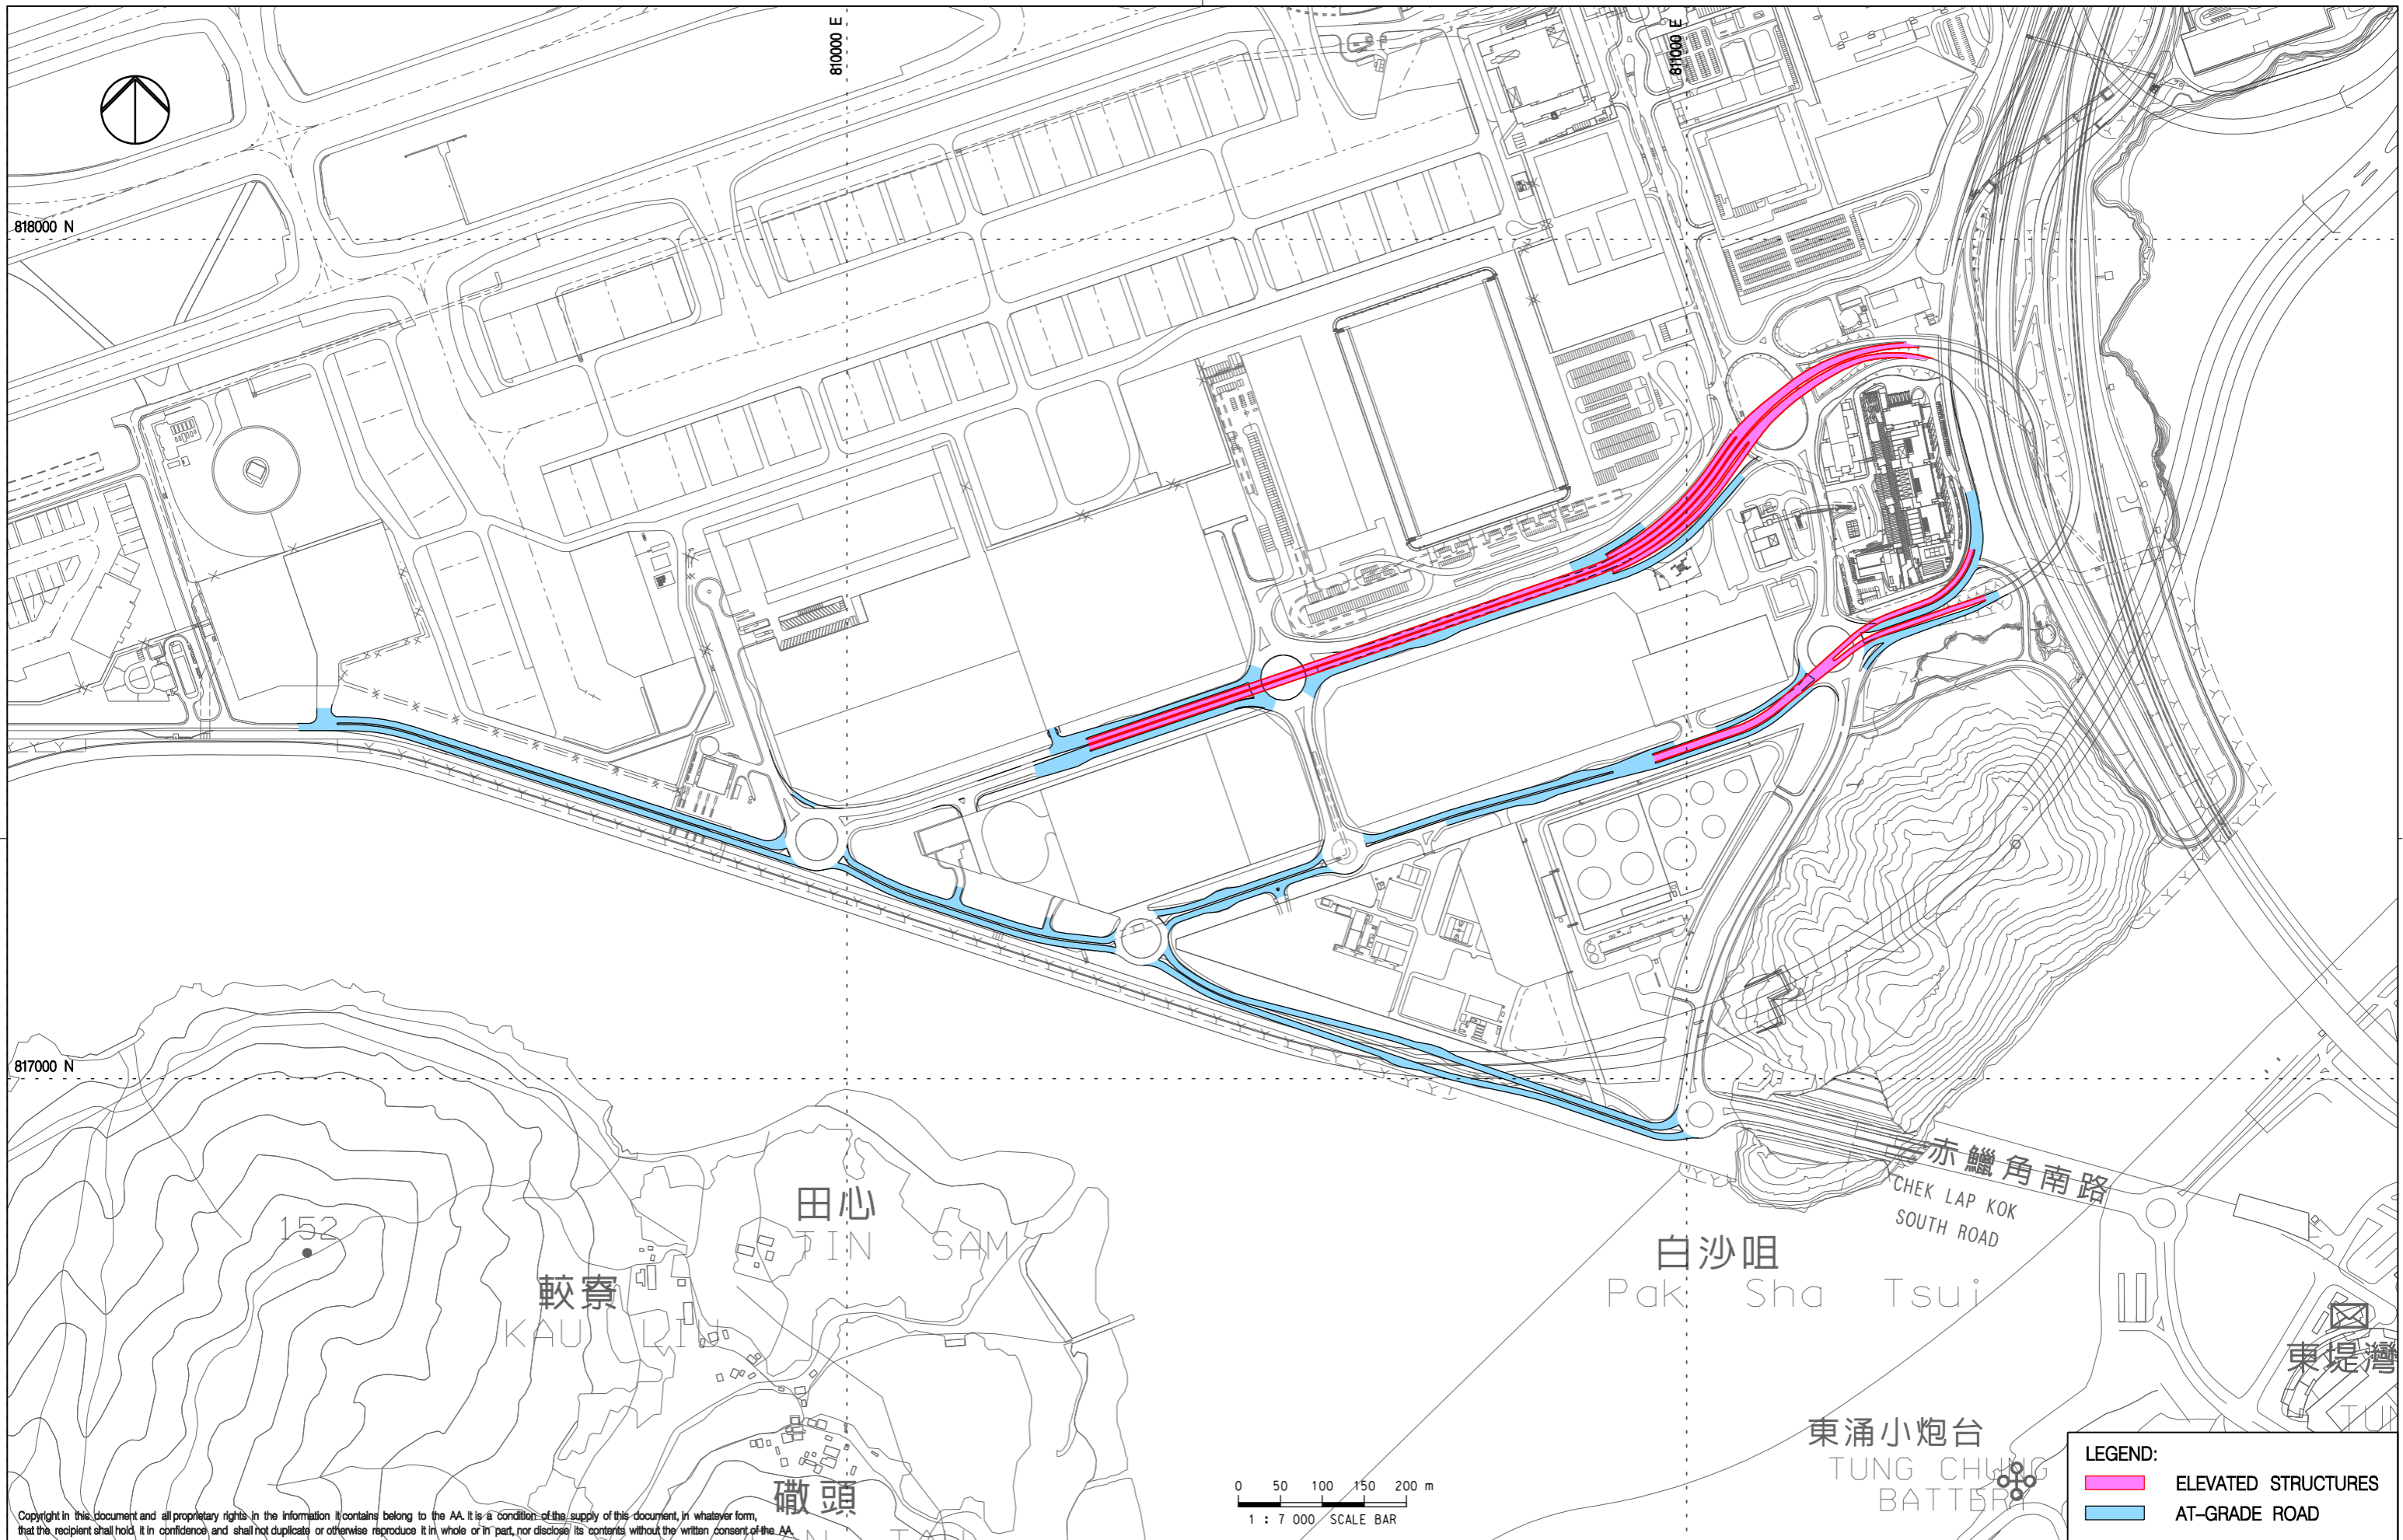 810000 E
811000 E
818000 N
817000 N
赤鱲角南路
CHEK LAP KOK
SOUTH ROAD
田心
TIN SAM
152
白沙咀
Pak Sha Tsui
較寮
KAU LIU
東堤灣
東涌小炮台
TUNG CHUNG
BATTERY
礮頭
0 50 100 150 200 m
1 : 7 000 SCALE BAR
LEGEND:
ELEVATED STRUCTURES
AT-GRADE ROAD
Copyright in this document and all proprietary rights in the information it contains belong to the AA. It is a condition of the supply of this document, in whatever form,
that the recipient shall hold it in confidence and shall not duplicate or otherwise reproduce it in whole or in part, nor disclose its contents without the written consent of the AA.